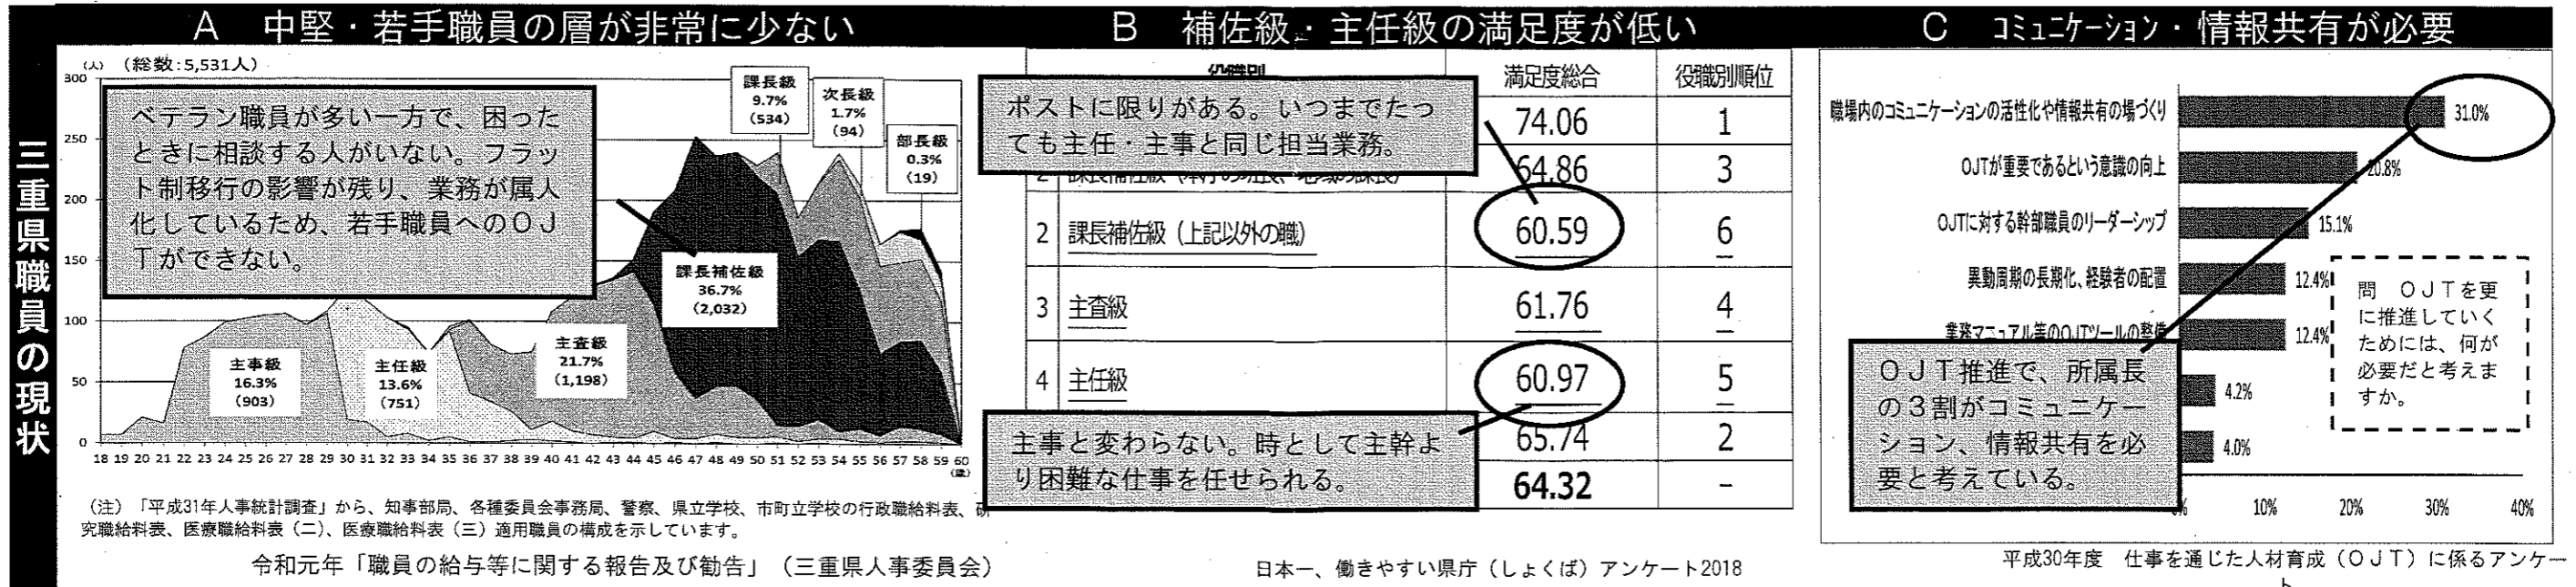 三重県職員の現状
A 中堅・若手職員の層が非常に少ない
(人) (総数:5,531人)
300
250
200
150
100
50
0
ベテラン職員が多い一方で、困った
ときに相談する人がいない。フラッ
ト制移行の影響が残り、業務が属人
化しているため、若手職員へのOJ
Tができない。
課長級
9.7%
(534)
次長級
1.7%
(94)
部長級
0.3%
(19)
課長補佐級
36.7%
(2,032)
主査級
21.7%
(1,198)
主任級
13.6%
(751)
主事級
16.3%
(903)
18 19 20 21 22 23 24 25 26 27 28 29 30 31 32 33 34 35 36 37 38 39 40 41 42 43 44 45 46 47 48 49 50 51 52 53 54 55 56 57 58 59 60
(歳)
(注)「平成31年人事統計調査」から、知事部局、各種委員会事務局、警察、県立学校、市町立学校の行政職給料表、研
究職給料表、医療職給料表(二)、医療職給料表(三)適用職員の構成を示しています。
令和元年「職員の給与等に関する報告及び勧告」(三重県人事委員会)
B 補佐級・主任級の満足度が低い
役職別 満足度総合 役職別順位
ポストに限りがある。いつまでたっ
ても主任・主事と同じ担当業務。
74.06 1
64.86 3
2 課長補佐級(上記以外の職) 60.59 6
3 主査級 61.76 4
4 主任級 60.97 5
主事と変わらない。時として主幹よ
り困難な仕事を任せられる。
65.74 2
64.32 -
日本一、働きやすい県庁(しょくば)アンケート2018
C コミュニケーション・情報共有が必要
職場内のコミュニケーションの活性化や情報共有の場づくり 31.0%
OJTが重要であるという意識の向上 20.8%
OJTに対する幹部職員のリーダーシップ 15.1%
異動周期の長期化、経験者の配置 12.4%
業務マニュアル等のOJTツールの整備 12.4%
4.2%
4.0%
問 OJTを更
に推進していく
ためには、何が
必要だと考えま
すか。
OJT推進で、所属長
の3割がコミュニケー
ション、情報共有を必
要と考えている。
10% 20% 30% 40%
平成30年度 仕事を通じた人材育成(OJT)に係るアンケー
ト